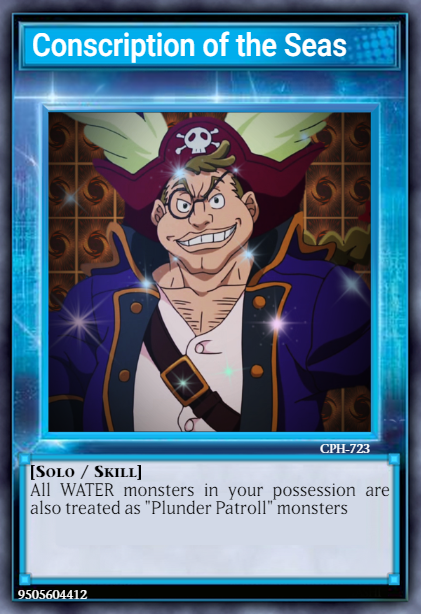 Conscription of the Seas
CPH-723
[Solo / Skill]
All WATER monsters in your possession are
also treated as "Plunder Patroll" monsters
9505604412